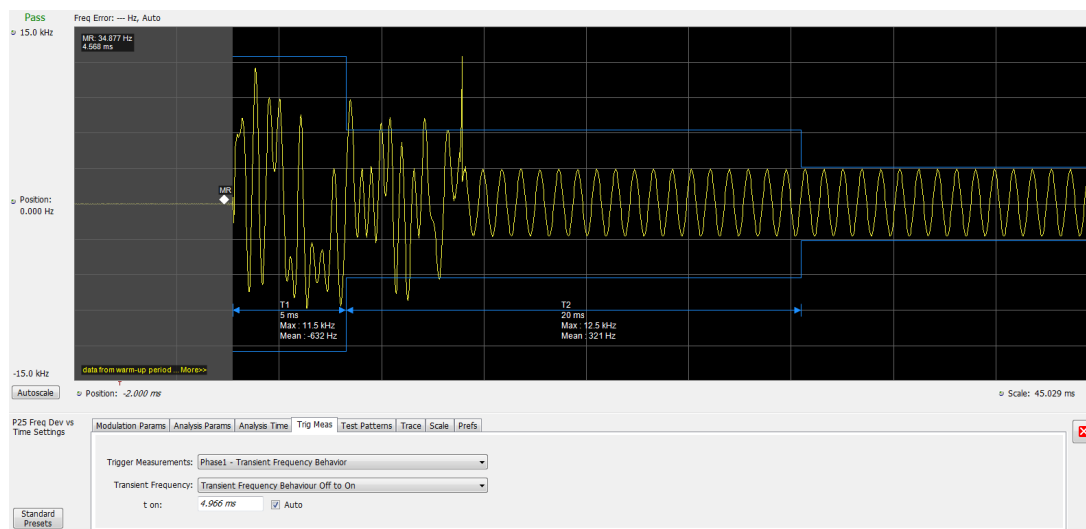 Pass
Freq Error: --- Hz, Auto
15.0 kHz
MR: 34.877 Hz
4.568 ms
MR
Position:
0.000 Hz
T1
5 ms
Max : 11.5 kHz
Mean : -632 Hz
T2
20 ms
Max : 12.5 kHz
Mean : 321 Hz
data from warm-up period ... More>>
-15.0 kHz
T
Autoscale
Position: -2.000 ms
Scale: 45.029 ms
P25 Freq Dev vs
Time Settings
Modulation Params Analysis Params Analysis Time Trig Meas Test Patterns Trace Scale Prefs
Trigger Measurements: Phase1 - Transient Frequency Behavior
Transient Frequency: Transient Frequency Behaviour Off to On
t on: 4.966 ms Auto
Standard
Presets